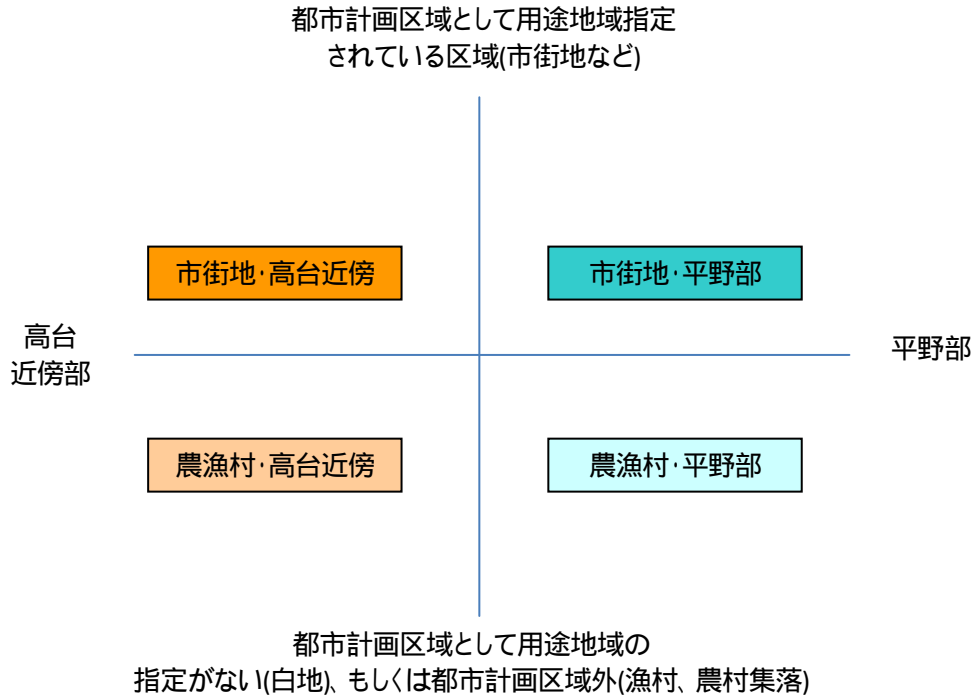 都市計画区域として用途地域指定
されている区域(市街地など)
市街地･高台近傍
市街地･平野部
高台
近傍部
平野部
農漁村･高台近傍
農漁村･平野部
都市計画区域として用途地域の
指定がない(白地)、もしくは都市計画区域外(漁村、農村集落)